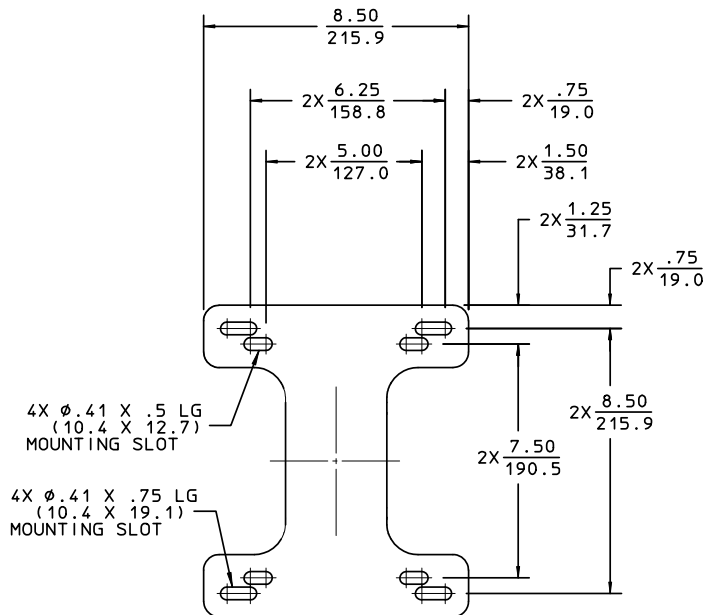 8.50
215.9
2X 6.25
158.8
2X .75
19.0
2X 5.00
127.0
2X 1.50
38.1
2X 1.25
31.7
2X .75
19.0
4X ø.41 X .5 LG
(10.4 X 12.7)
MOUNTING SLOT
2X 8.50
215.9
2X 7.50
190.5
4X ø.41 X .75 LG
(10.4 X 19.1)
MOUNTING SLOT